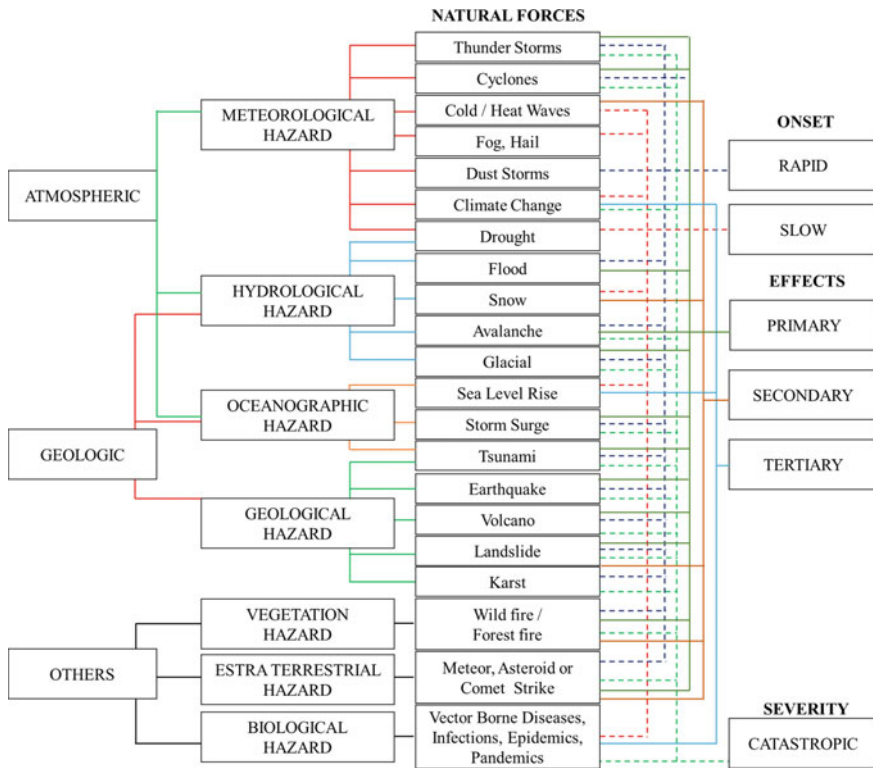 NATURAL FORCES
Thunder Storms
Cyclones
METEOROLOGICAL
HAZARD
Cold / Heat Waves
ONSET
Fog, Hail
RAPID
Dust Storms
ATMOSPHERIC
Climate Change
SLOW
Drought
Flood
EFFECTS
HYDROLOGICAL
HAZARD
Snow
PRIMARY
Avalanche
Glacial
SECONDARY
Sea Level Rise
OCEANOGRAPHIC
HAZARD
Storm Surge
GEOLOGIC
Tsunami
TERTIARY
Earthquake
GEOLOGICAL
HAZARD
Volcano
Landslide
Karst
VEGETATION
HAZARD
Wild fire /
Forest fire
OTHERS
ESTRA TERRESTRIAL
HAZARD
Meteor, Asteroid or
Comet Strike
SEVERITY
BIOLOGICAL
HAZARD
Vector Borne Diseases,
Infections, Epidemics,
Pandemics
CATASTROPIC